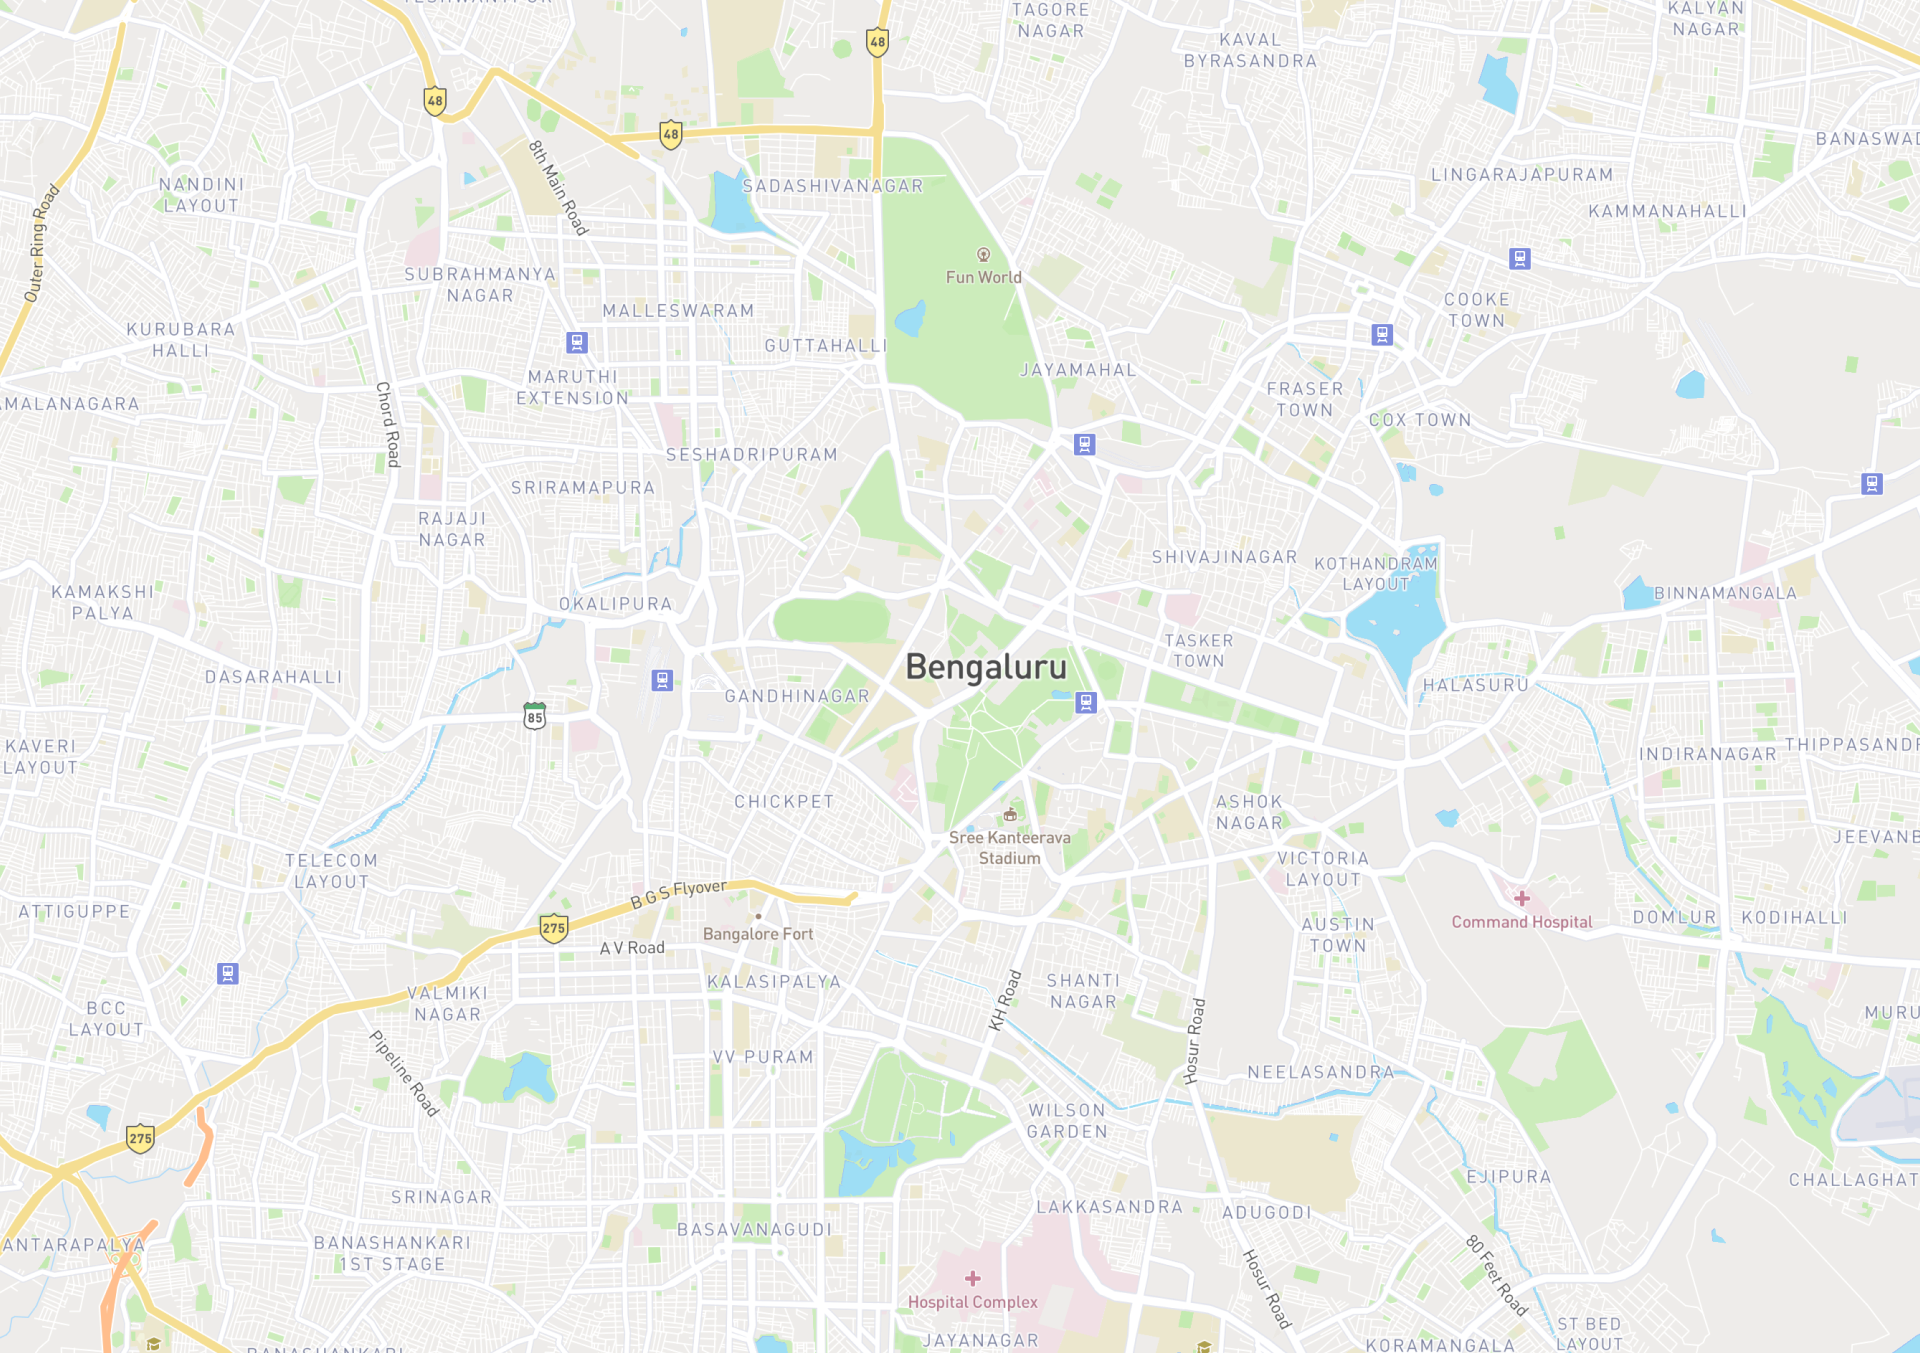 TAGORE
NAGAR
KALYAN
NAGAR
48
KAVAL
BYRASANDRA
48
48
BANASWAD
8th Main Road
NANDINI
LAYOUT
SADASHIVANAGAR
LINGARAJAPURAM
KAMMANAHALLI
Outer Ring Road
SUBRAHMANYA
NAGAR
Fun World
MALLESWARAM
COOKE
TOWN
KURUBARA
HALLI
GUTTAHALLI
JAYAMAHAL
MARUTHI
EXTENSION
FRASER
TOWN
AMALANAGARA
Chord Road
COX TOWN
SESHADRIPURAM
SRIRAMAPURA
RAJAJI
NAGAR
SHIVAJINAGAR
KOTHANDRAM
LAYOUT
KAMAKSHI
PALYA
OKALIPURA
BINNAMANGALA
TASKER
TOWN
Bengaluru
DASARAHALLI
GANDHINAGAR
HALASURU
85
KAVERI
LAYOUT
INDIRANAGAR
THIPPASANDR
CHICKPET
ASHOK
NAGAR
Sree Kanteerava
Stadium
JEEVANB
TELECOM
LAYOUT
VICTORIA
LAYOUT
B G S Flyover
ATTIGUPPE
275
Bangalore Fort
Command Hospital
DOMLUR
KODIHALLI
AUSTIN
TOWN
A V Road
KALASIPALYA
SHANTI
NAGAR
VALMIKI
NAGAR
KH Road
BCC
LAYOUT
MURU
Hosur Road
Pipeline Road
VV PURAM
NEELASANDRA
WILSON
GARDEN
275
EJIPURA
CHALLAGHAT
SRINAGAR
LAKKASANDRA
ADUGODI
BASAVANAGUDI
ANTARAPALYA
BANASHANKARI
1ST STAGE
80 Feet Road
Hosur Road
Hospital Complex
ST BED
LAYOUT
JAYANAGAR
KORAMANGALA
BANASHANKARI